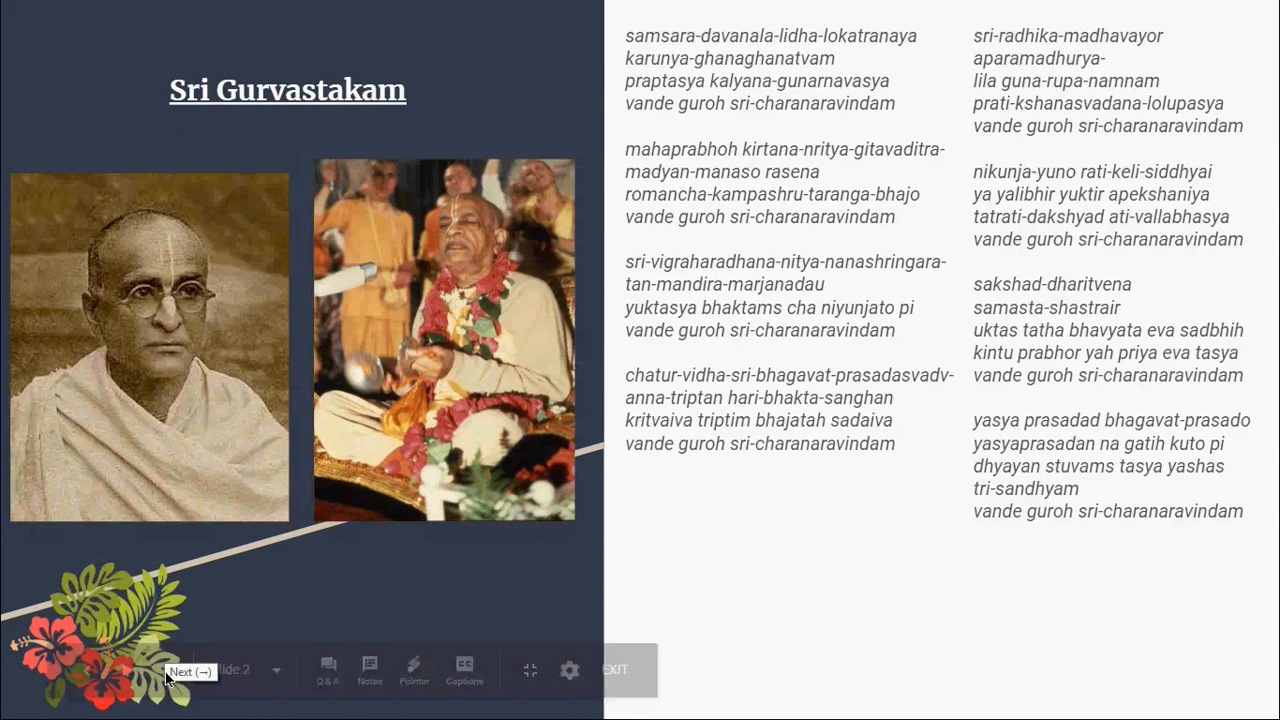 Sri Gurvastakam
samsara-davanala-lidha-lokatranaya
karunya-ghanaghanatvam
praptasya kalyana-gunarnavasya
vande guroh sri-charanaravindam
mahaprabhoh kirtana-nritya-gitavaditra-
madyan-manaso rasena
romancha-kampashru-taranga-bhajo
vande guroh sri-charanaravindam
sri-vigraharadhana-nitya-nanashringara-
tan-mandira-marjanadau
yuktasya bhaktams cha niyunjato pi
vande guroh sri-charanaravindam
chatur-vidha-sri-bhagavat-prasadasvadv-
anna-triptan hari-bhakta-sanghan
kritvaiva triptim bhajatah sadaiva
vande guroh sri-charanaravindam
sri-radhika-madhavayor
aparamadhurya-
lila guna-rupa-namnam
prati-kshanasvadana-lolupasya
vande guroh sri-charanaravindam
nikunja-yuno rati-keli-siddhyai
ya yalibhir yuktir apekshaniya
tatrati-dakshyad ati-vallabhasya
vande guroh sri-charanaravindam
sakshad-dharitvena
samasta-shastrair
uktas tatha bhavyata eva sadbhih
kintu prabhor yah priya eva tasya
vande guroh sri-charanaravindam
yasya prasadad bhagavat-prasado
yasyaprasadan na gatih kuto pi
dhyayan stuvams tasya yashas
tri-sandhyam
vande guroh sri-charanaravindam
Next (→) lide 2
Q & A Notes Pointer Captions EXIT